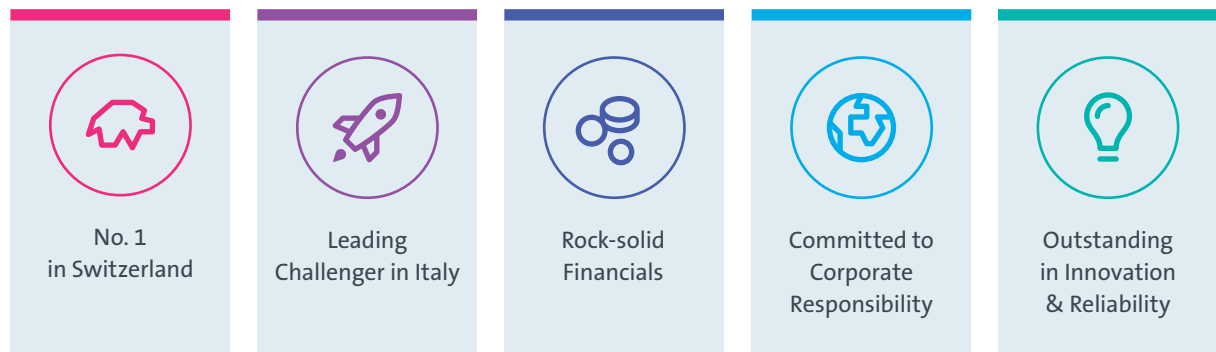 No. 1
in Switzerland
Leading
Challenger in Italy
Rock-solid
Financials
Committed to
Corporate
Responsibility
Outstanding
in Innovation
& Reliability